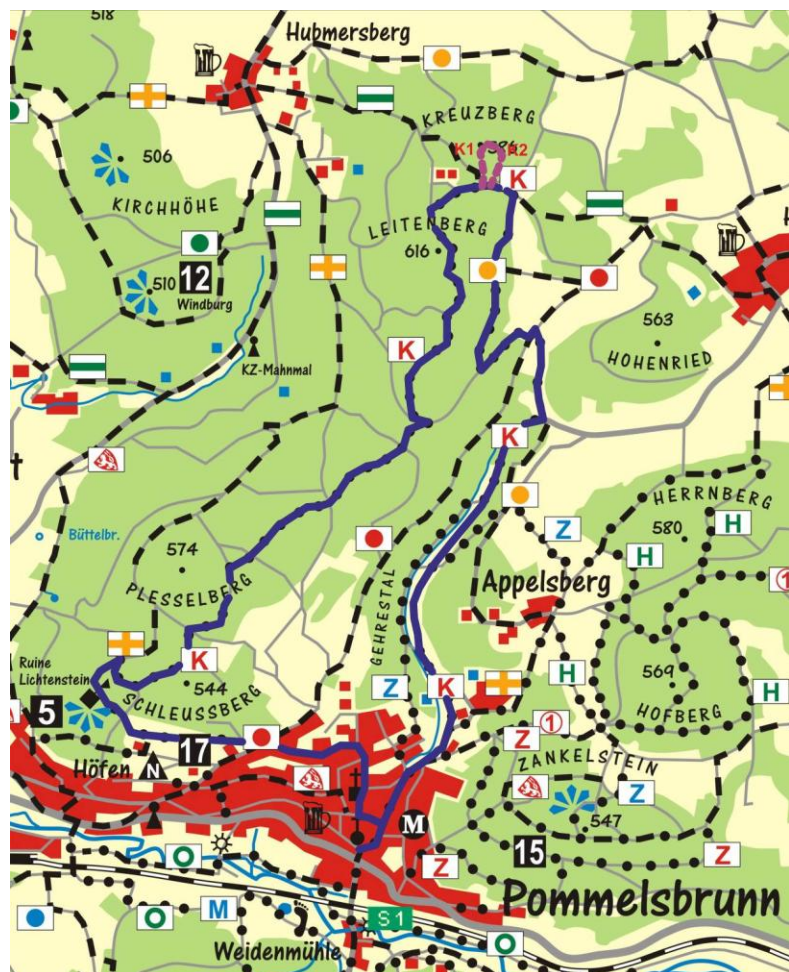 518
Hubmersberg
KREUZBERG
506
K1
K2
K
KIRCHHÖHE
LEITENBERG
616
510
12
Windburg
563
HOHENRIED
KZ-Mahnmal
K
K
HERRNBERG
Büttelbr.
580
Z
H
H
574
PLESSELBERG
Appelsberg
1
GEHRESTAL
Ruine
Lichtenstein
K
544
SCHLEUSSBERG
H
569
H
HOFBERG
Z
K
5
17
Z
1
ZANKELSTEIN
Höfen
N
Z
547
M
15
Z
Z
Pommelsbrunn
M
S 1
Weidenmühle